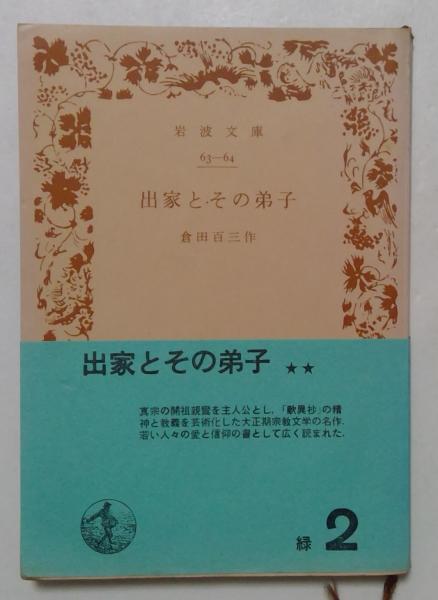 岩波文庫
63—64
出家とその弟子
倉田百三作
出家とその弟子 ★★
真宗の開祖親鸞を主人公とし,「歎異抄」の精
神と教義を芸術化した大正期宗教文学の名作.
若い人々の愛と信仰の書として広く読まれた.
緑 2